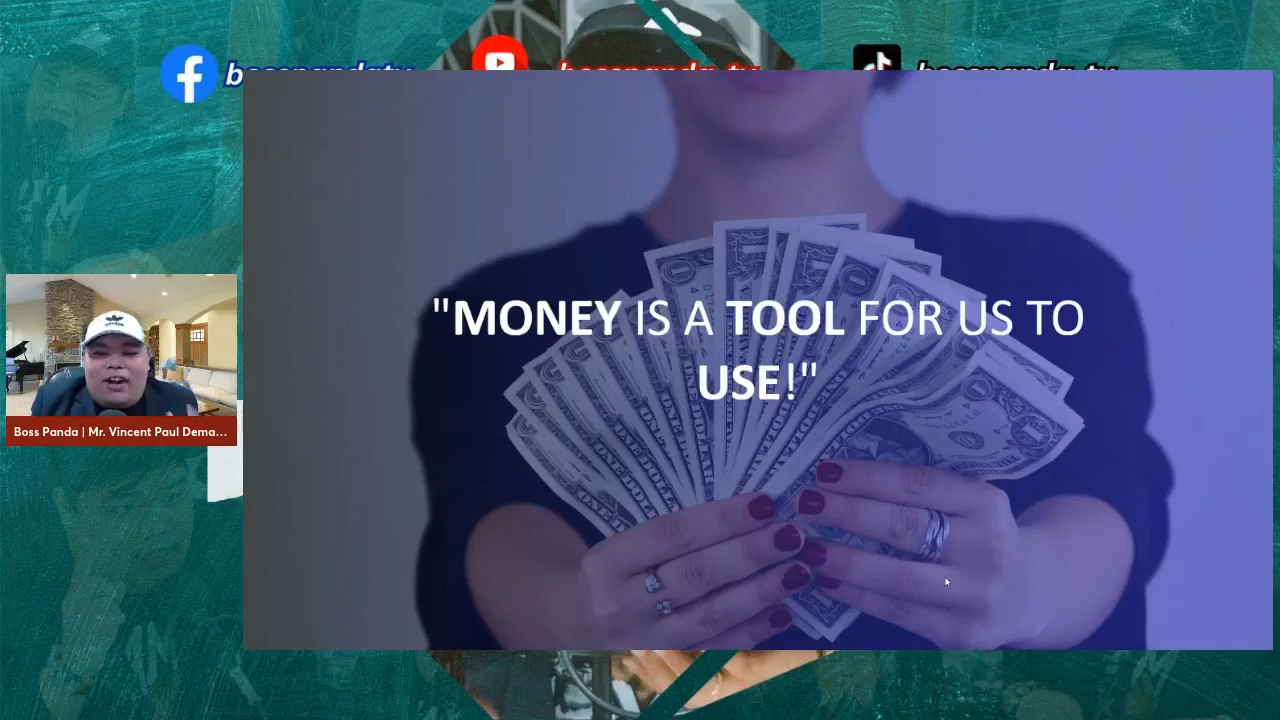 "MONEY IS A TOOL FOR US TO
USE!"
Boss Panda | Mr. Vincent Paul Dema...